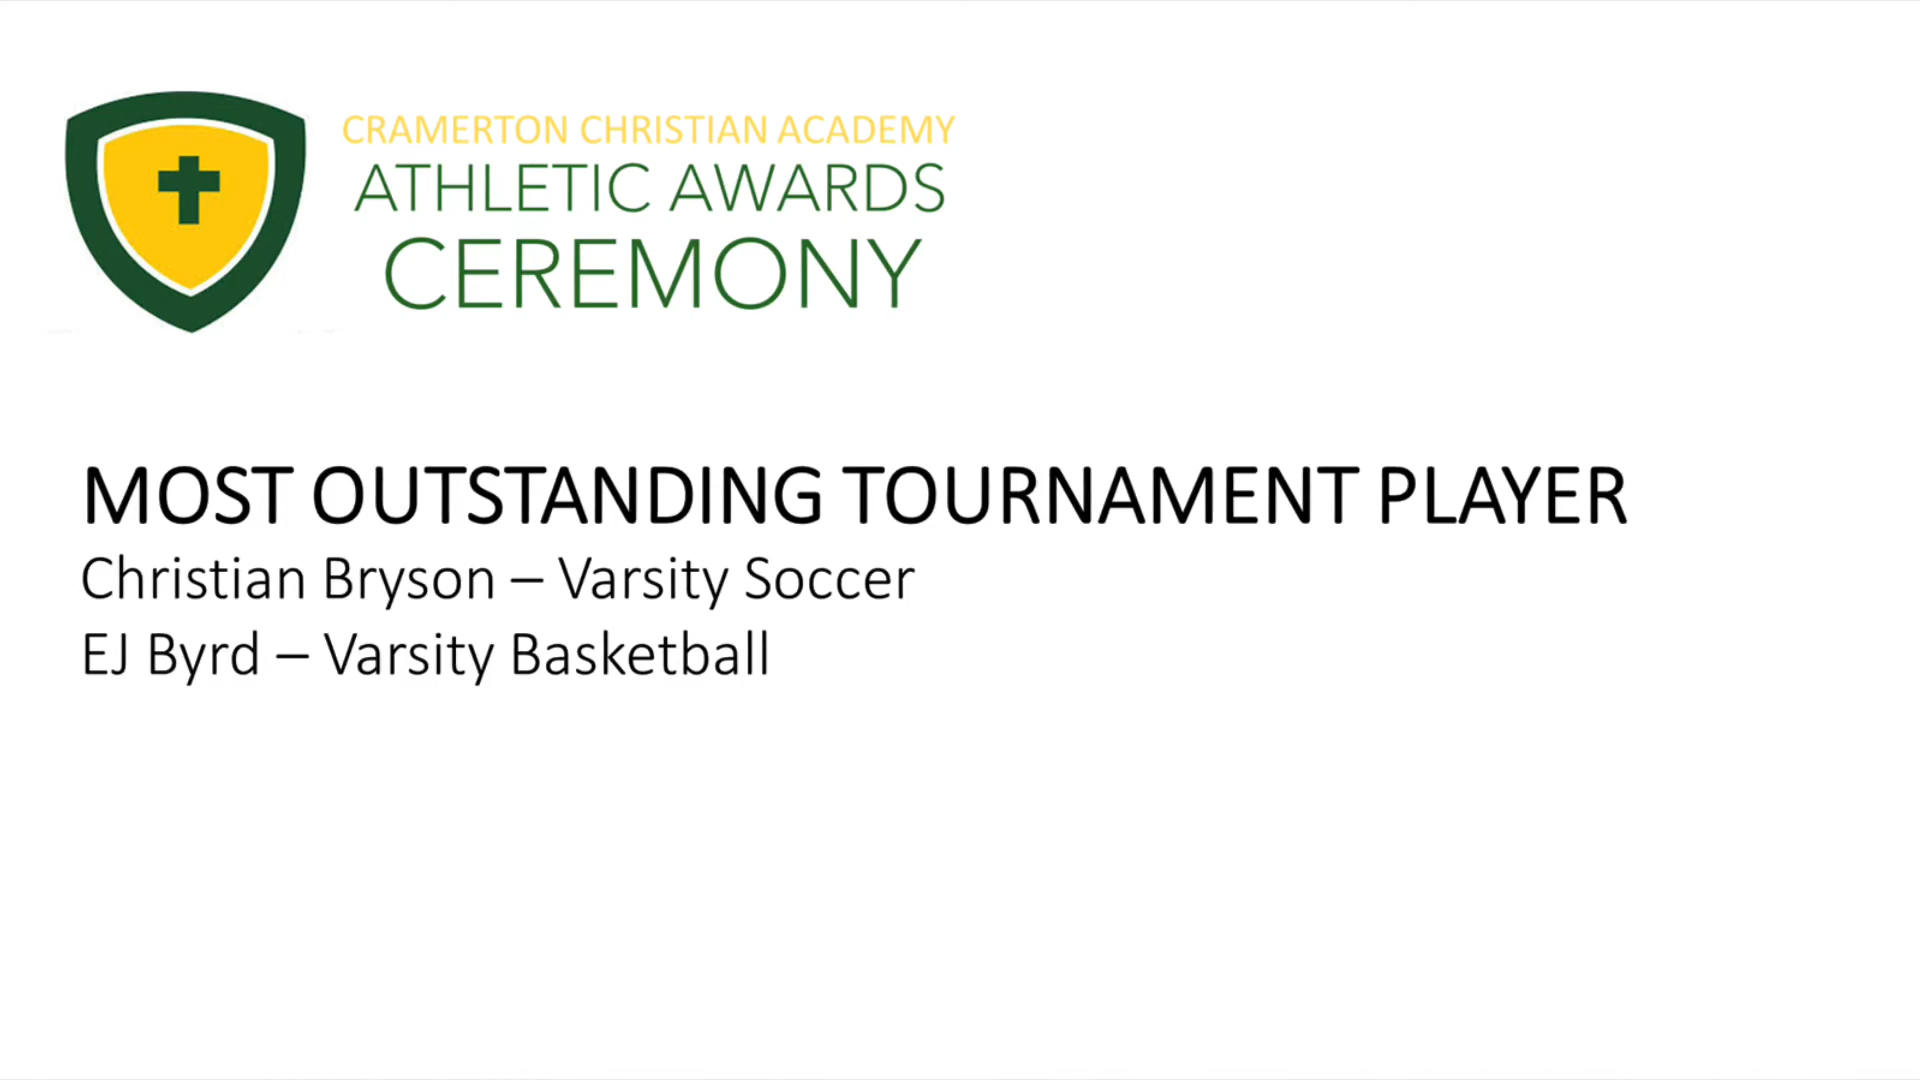 CRAMERTON CHRISTIAN ACADEMY
ATHLETIC AWARDS
CEREMONY
MOST OUTSTANDING TOURNAMENT PLAYER
Christian Bryson – Varsity Soccer
EJ Byrd – Varsity Basketball